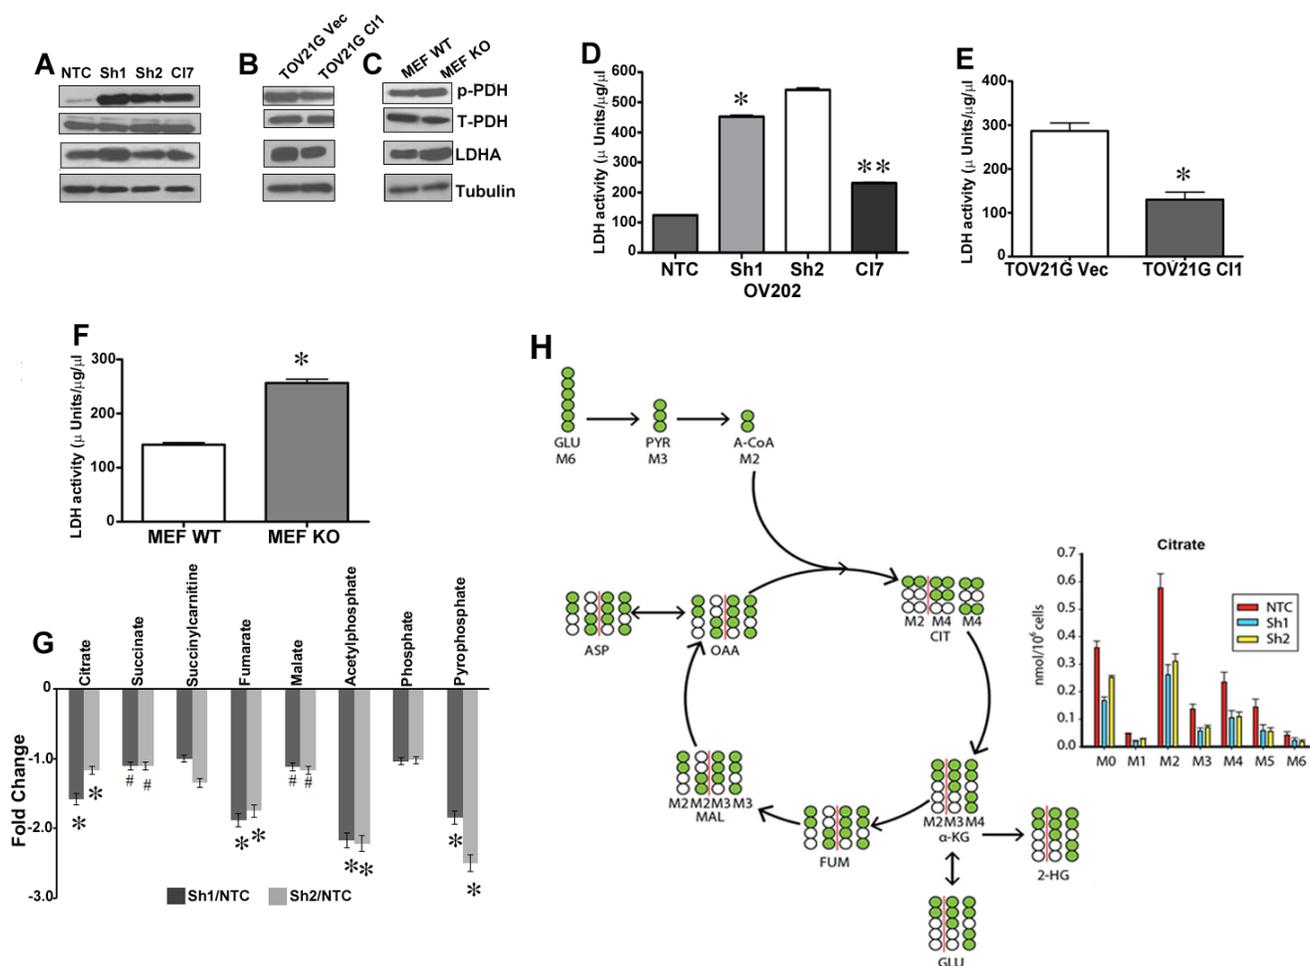 A
NTC Sh1 Sh2 Cl7
B
TOV21G Vec
TOV21G Cl1
C
MEF WT
MEF KO
p-PDH
T-PDH
LDHA
Tubulin
D
LDH activity (µ Units/µg/µl
600
500
400
300
200
100
0
*
**
NTC Sh1 Sh2 Cl7
OV202
E
LDH activity (µ Units/µg/µl
400
300
200
100
0
*
TOV21G Vec TOV21G Cl1
F
LDH activity (µ Units/µg/µl
300
200
100
0
*
MEF WT MEF KO
G
Citrate
Succinate
Succinylcarnitine
Fumarate
Malate
Acetylphosphate
Phosphate
Pyrophosphate
Fold Change
0
-1.0
-2.0
-3.0
* * # # * * # # ** * *
Sh1/NTC Sh2/NTC
H
GLU
M6
PYR
M3
A-CoA
M2
M2 M4 M4
CIT
ASP
OAA
M2 M2M3 M3
MAL
FUM
M2M3 M4
α-KG
2-HG
GLU
Citrate
nmol/10⁶ cells
0.7
0.6
0.5
0.3
0.2
0.1
0.0
NTC
Sh1
Sh2
M0 M1 M2 M3 M4 M5 M6